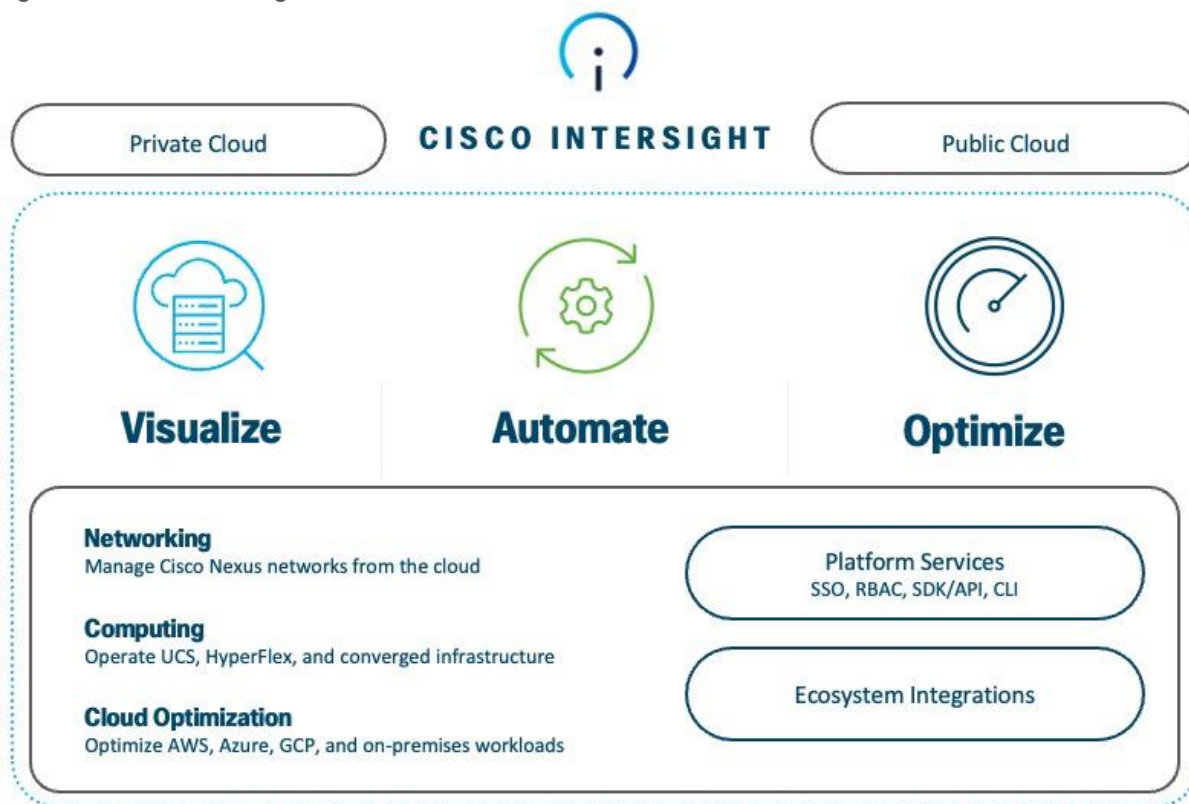 Private Cloud
CISCO INTERSIGHT
Public Cloud
Visualize
Automate
Optimize
Networking
Manage Cisco Nexus networks from the cloud
Computing
Operate UCS, HyperFlex, and converged infrastructure
Cloud Optimization
Optimize AWS, Azure, GCP, and on-premises workloads
Platform Services
SSO, RBAC, SDK/API, CLI
Ecosystem Integrations